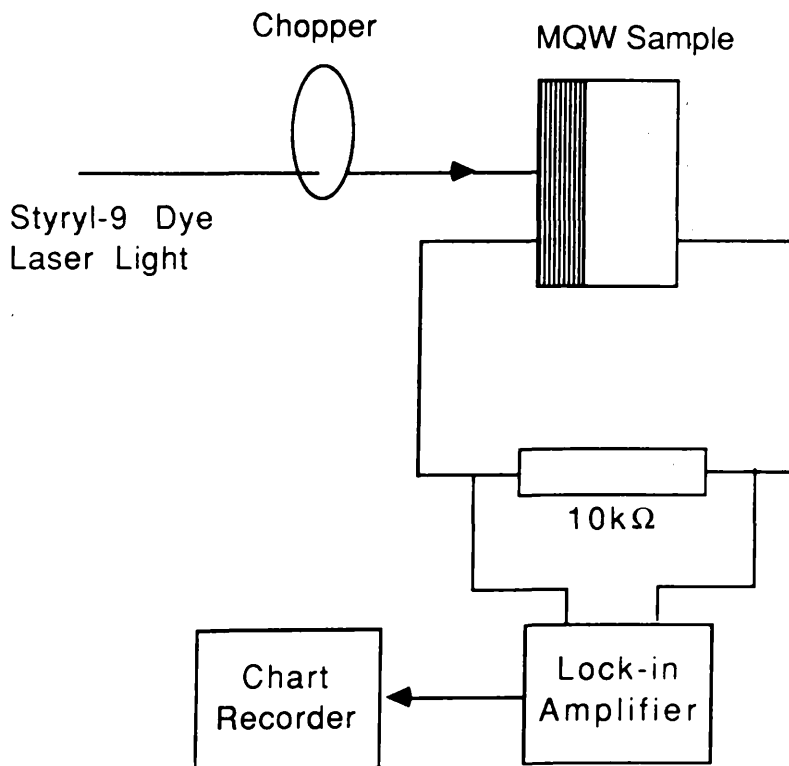 Chopper
MQW Sample
Styryl-9 Dye
Laser Light
10kΩ
Chart
Recorder
Lock-in
Amplifier